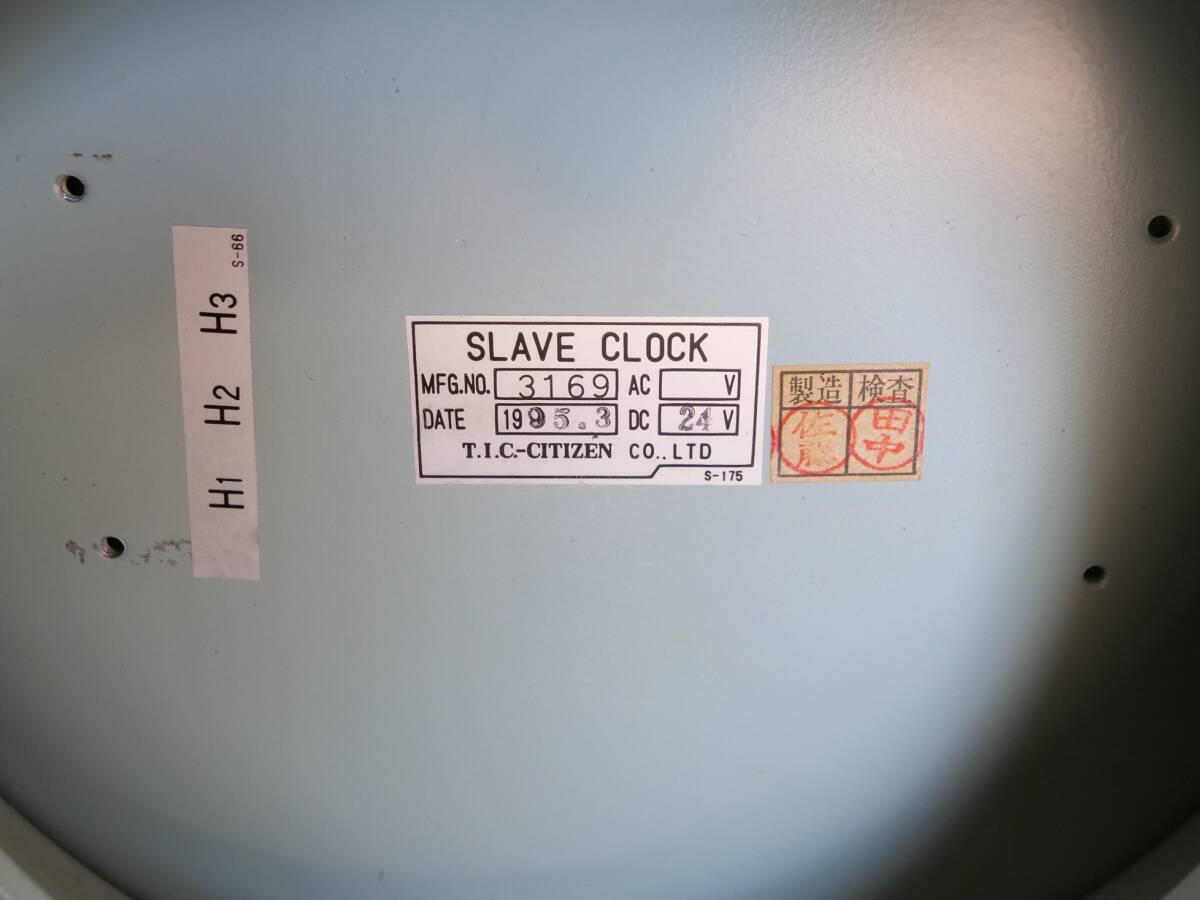 S-66
H1 H2 H3
SLAVE CLOCK
MFG.NO. 3169 AC V
DATE 1995.3 DC 24 V
T.I.C.-CITIZEN CO.,LTD
S-175
製造 検査
佐藤 田中